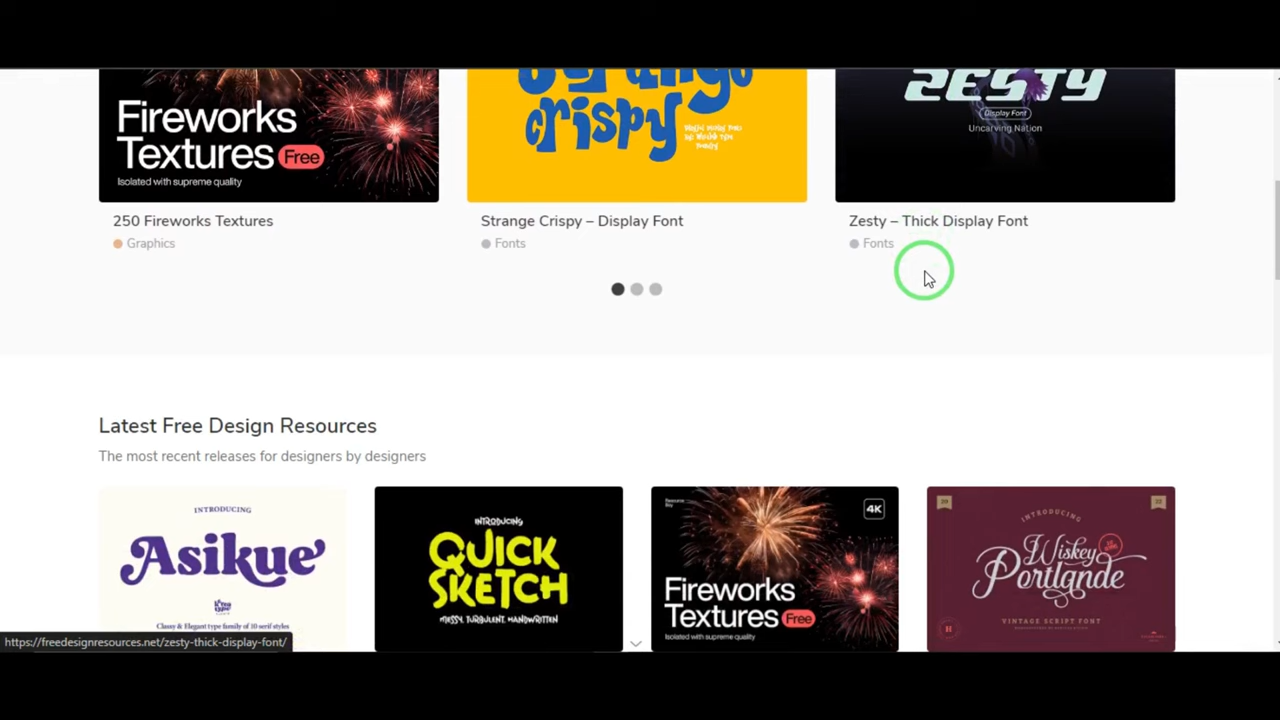 Fireworks
Textures Free
Isolated with supreme quality
crispy
ZESTY
Display Font
Uncarving Nation
250 Fireworks Textures
Graphics
Strange Crispy – Display Font
Fonts
Zesty – Thick Display Font
Fonts
Latest Free Design Resources
The most recent releases for designers by designers
INTRODUCING
Asikue
Classy & Elegant type family of 10 serif styles
INTRODUCING
QUICK
SKETCH
MESSY, TURBULENT, HANDWRITTEN
Resource
Boy
4K
Fireworks
Textures Free
Isolated with supreme quality
INTRODUCING
Wiskey
Portlande
VINTAGE SCRIPT FONT
https://freedesignresources.net/zesty-thick-display-font/